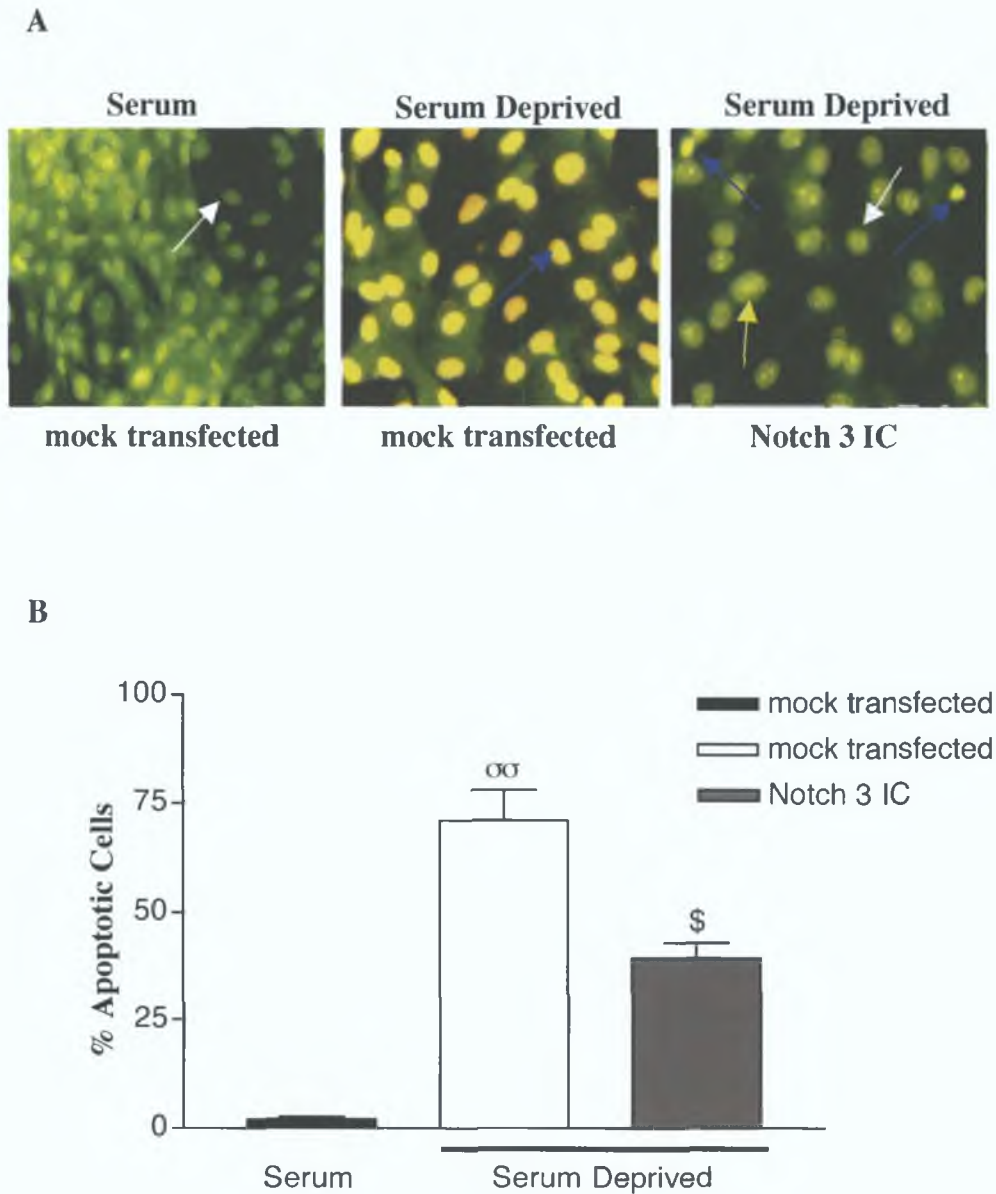 A
Serum Serum Deprived Serum Deprived
mock transfected mock transfected Notch 3 IC
B
% Apoptotic Cells
100
75
50
25
0
σσ
$
mock transfected
mock transfected
Notch 3 IC
Serum Serum Deprived